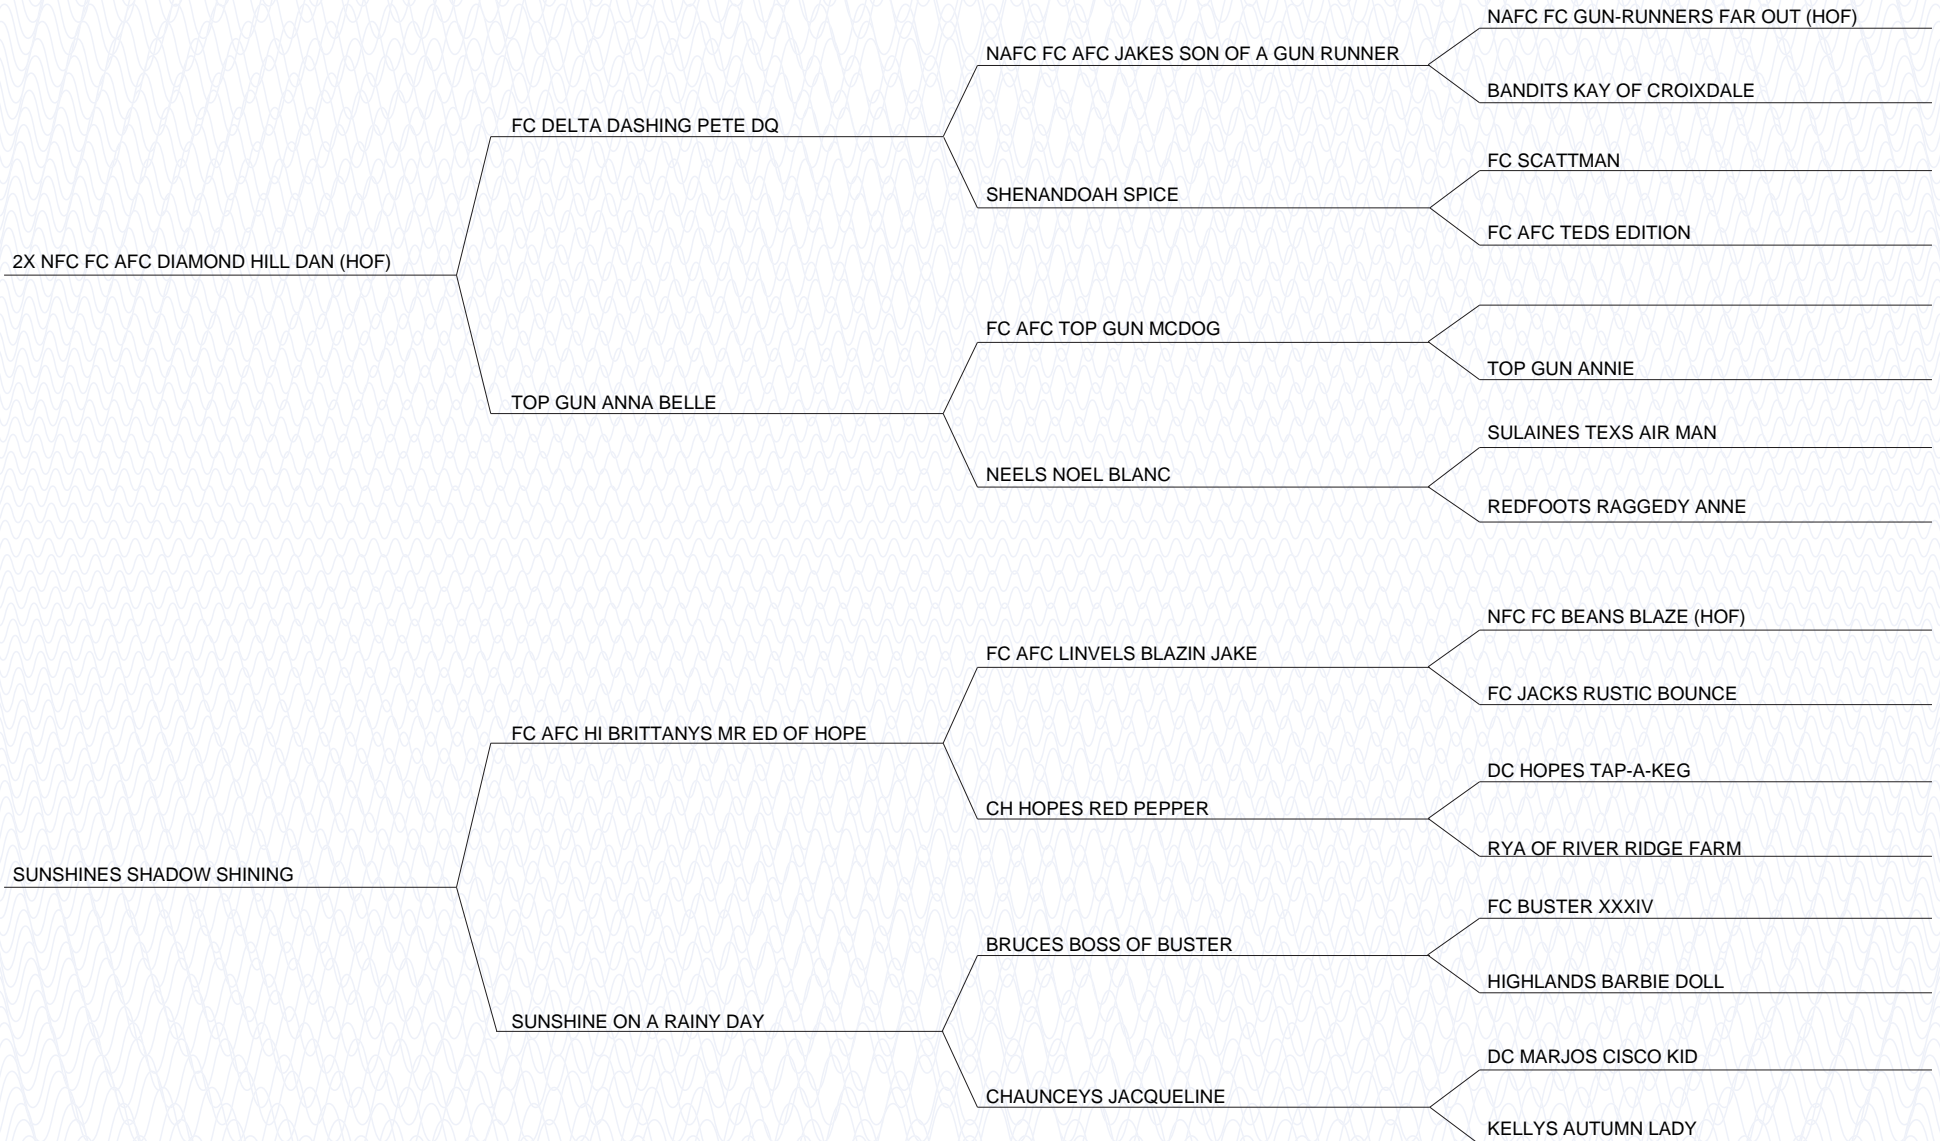 NAFC FC GUN-RUNNERS FAR OUT (HOF)
NAFC FC AFC JAKES SON OF A GUN RUNNER
BANDITS KAY OF CROIXDALE
FC DELTA DASHING PETE DQ
FC SCATTMAN
SHENANDOAH SPICE
FC AFC TEDS EDITION
2X NFC FC AFC DIAMOND HILL DAN (HOF)
FC AFC TOP GUN MCDOG
TOP GUN ANNIE
TOP GUN ANNA BELLE
SULAINES TEXS AIR MAN
NEELS NOEL BLANC
REDFOOTS RAGGEDY ANNE
NFC FC BEANS BLAZE (HOF)
FC AFC LINVELS BLAZIN JAKE
FC JACKS RUSTIC BOUNCE
FC AFC HI BRITTANYS MR ED OF HOPE
DC HOPES TAP-A-KEG
CH HOPES RED PEPPER
RYA OF RIVER RIDGE FARM
SUNSHINES SHADOW SHINING
FC BUSTER XXXIV
BRUCES BOSS OF BUSTER
HIGHLANDS BARBIE DOLL
SUNSHINE ON A RAINY DAY
DC MARJOS CISCO KID
CHAUNCEYS JACQUELINE
KELLYS AUTUMN LADY